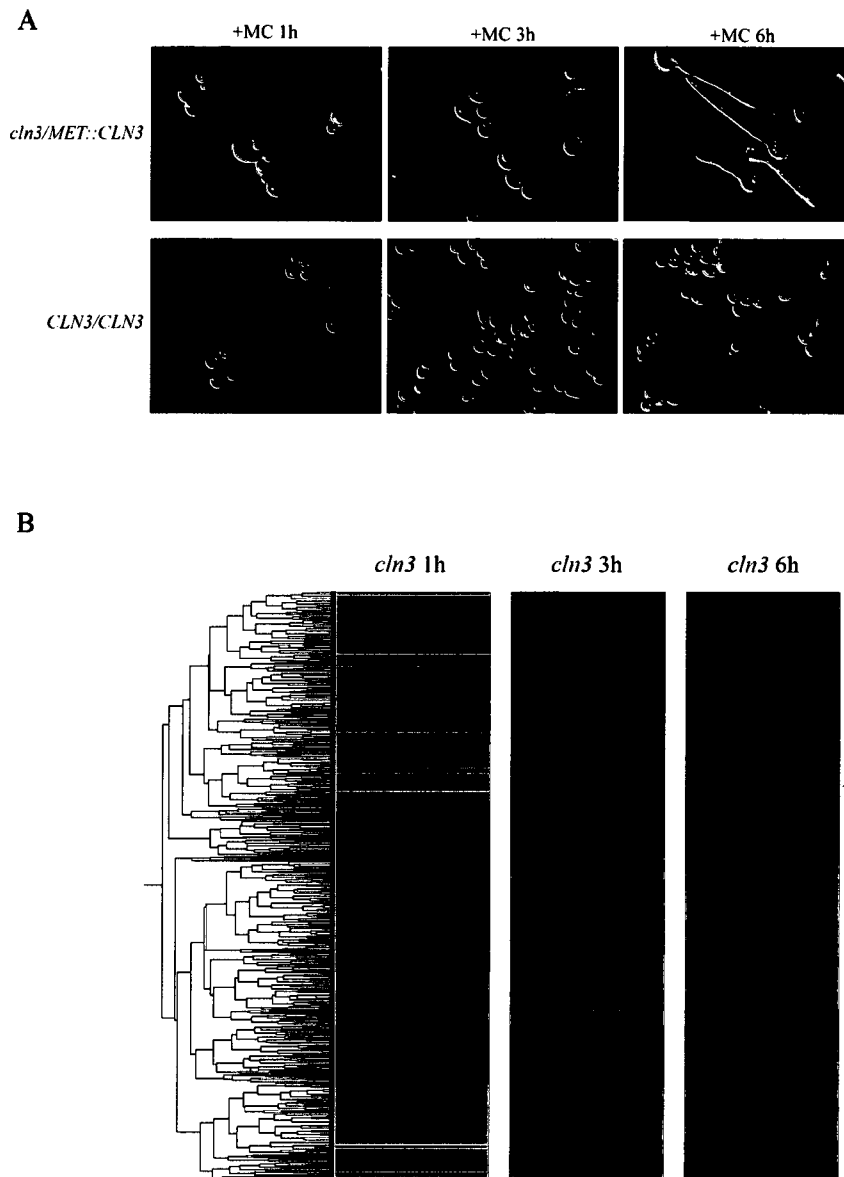 A
+MC 1h +MC 3h +MC 6h
cln3/MET::CLN3
CLN3/CLN3
B
cln3 1h cln3 3h cln3 6h